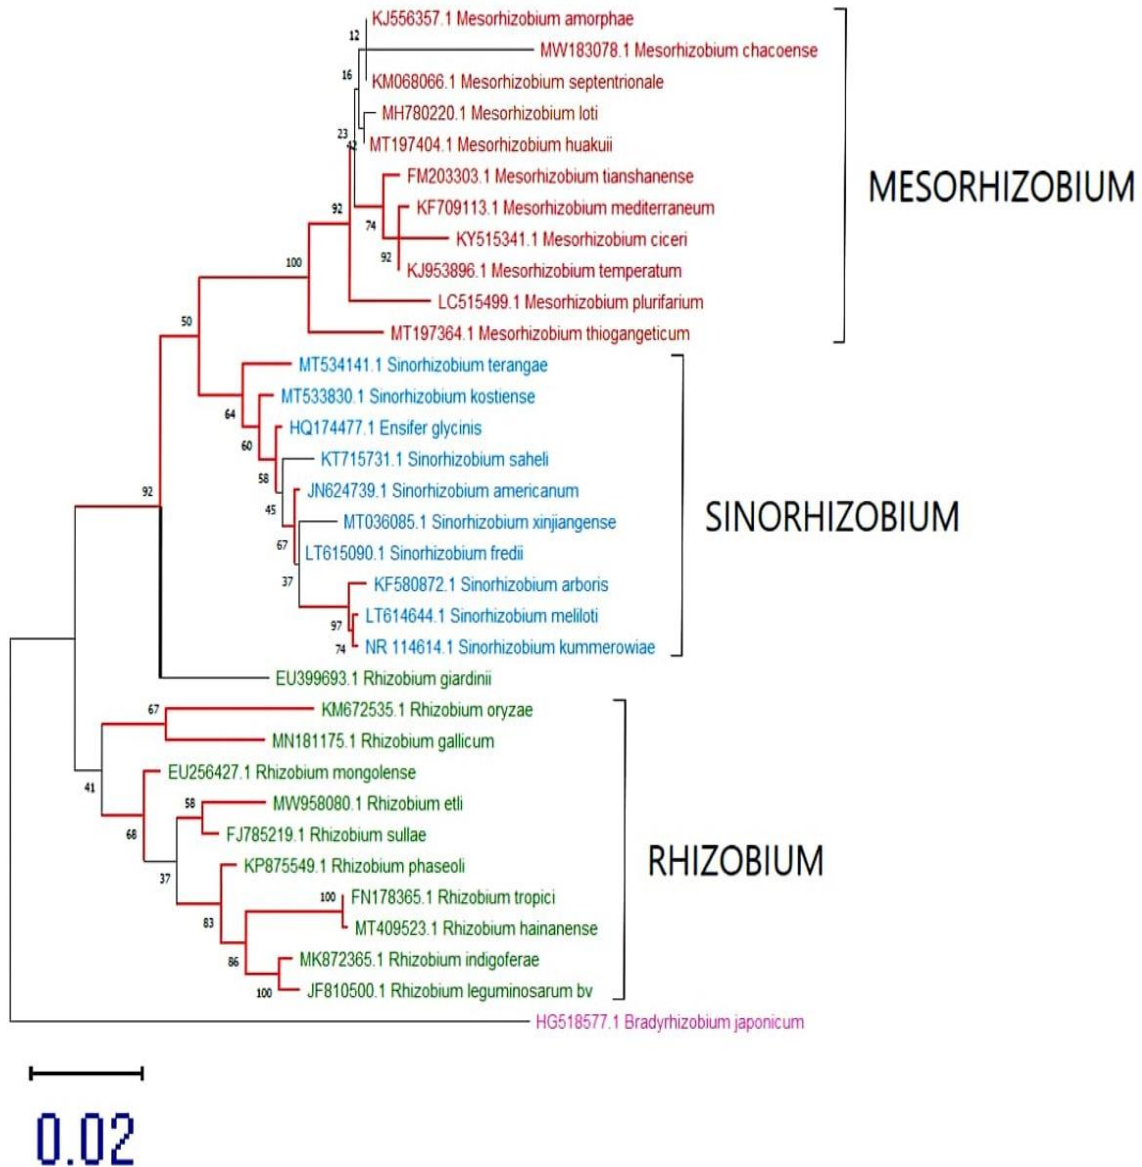 KJ556357.1 Mesorhizobium amorphae
12
MW183078.1 Mesorhizobium chacoense
16
KM068066.1 Mesorhizobium septentrionale
MH780220.1 Mesorhizobium loti
23
42
MT197404.1 Mesorhizobium huakuii
FM203303.1 Mesorhizobium tianshanense
MESORHIZOBIUM
92
KF709113.1 Mesorhizobium mediterraneum
74
KY515341.1 Mesorhizobium ciceri
92
100
KJ953896.1 Mesorhizobium temperatum
LC515499.1 Mesorhizobium plurifarium
50
MT197364.1 Mesorhizobium thiogangeticum
MT534141.1 Sinorhizobium terangae
MT533830.1 Sinorhizobium kostiense
64
HQ174477.1 Ensifer glycinis
60
KT715731.1 Sinorhizobium saheli
58
92
JN624739.1 Sinorhizobium americanum
45
SINORHIZOBIUM
MT036085.1 Sinorhizobium xinjiangense
67
LT615090.1 Sinorhizobium fredii
37
KF580872.1 Sinorhizobium arboris
LT614644.1 Sinorhizobium meliloti
97
74
NR 114614.1 Sinorhizobium kummerowiae
EU399693.1 Rhizobium giardinii
67
KM672535.1 Rhizobium oryzae
MN181175.1 Rhizobium gallicum
EU256427.1 Rhizobium mongolense
41
58
MW958080.1 Rhizobium etli
68
FJ785219.1 Rhizobium sullae
RHIZOBIUM
KP875549.1 Rhizobium phaseoli
37
100
FN178365.1 Rhizobium tropici
83
MT409523.1 Rhizobium hainanense
86
MK872365.1 Rhizobium indigoferae
100
JF810500.1 Rhizobium leguminosarum bv
HG518577.1 Bradyrhizobium japonicum
0.02